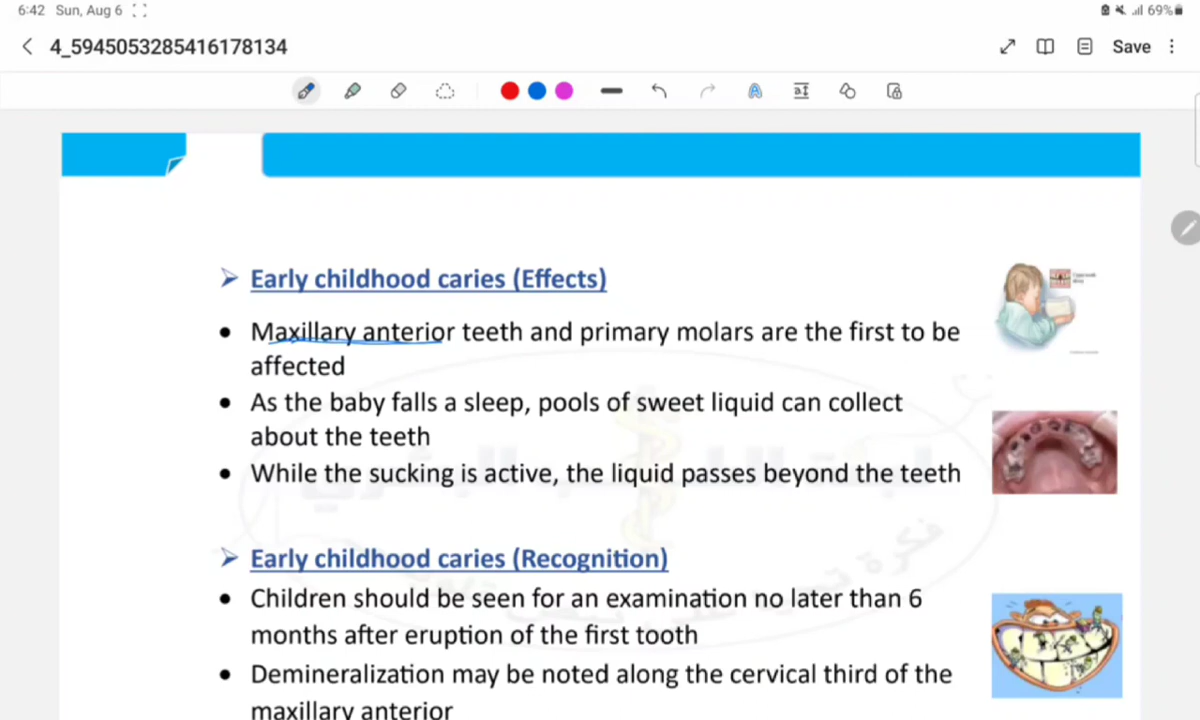 6:42 Sun, Aug 6
69%
4_5945053285416178134
Save
Early childhood caries (Effects)
• Maxillary anterior teeth and primary molars are the first to be
affected
• As the baby falls a sleep, pools of sweet liquid can collect
about the teeth
• While the sucking is active, the liquid passes beyond the teeth
Early childhood caries (Recognition)
• Children should be seen for an examination no later than 6
months after eruption of the first tooth
• Demineralization may be noted along the cervical third of the
maxillary anterior